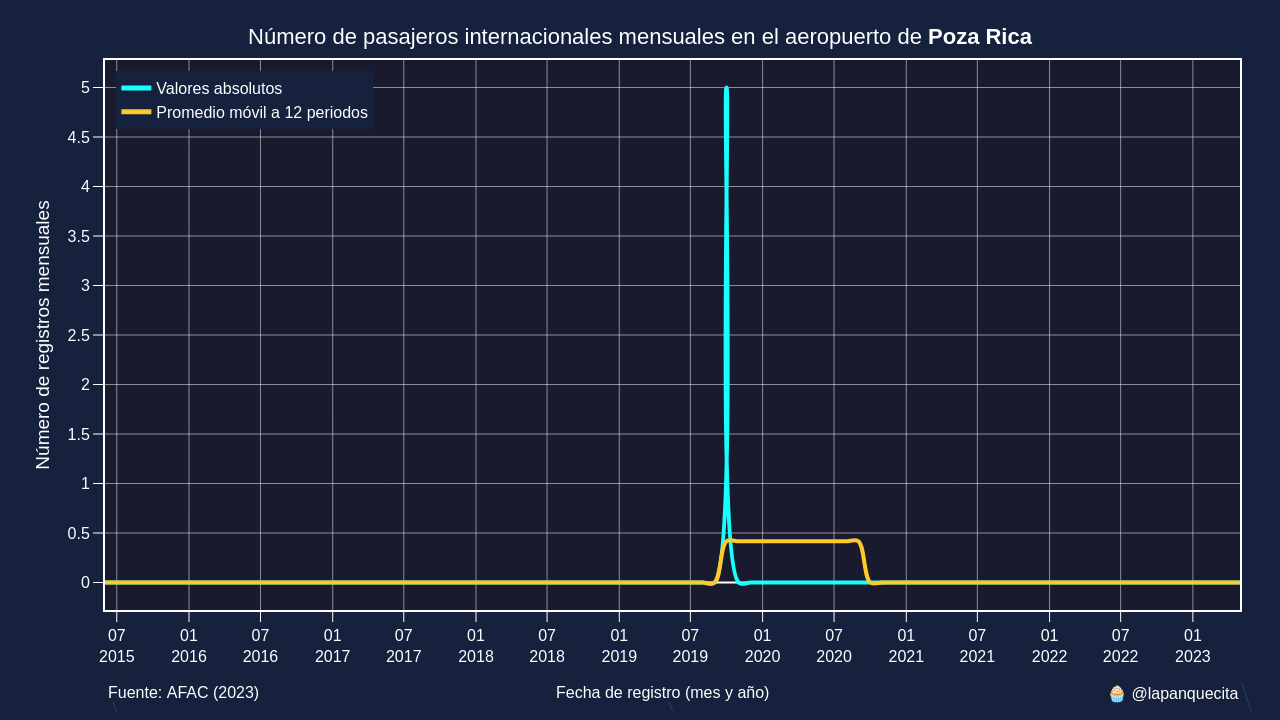 Número de pasajeros internacionales mensuales en el aeropuerto de Poza Rica
Valores absolutos
Promedio móvil a 12 periodos
Número de registros mensuales
5
4.5
4
3.5
3
2.5
2
1.5
1
0.5
0
07 01 07 01 07 01 07 01 07 01 07 01 07 01 07 01
2015 2016 2016 2017 2017 2018 2018 2019 2019 2020 2020 2021 2021 2022 2022 2023
Fuente: AFAC (2023)
Fecha de registro (mes y año)
🧁 @lapanquecita